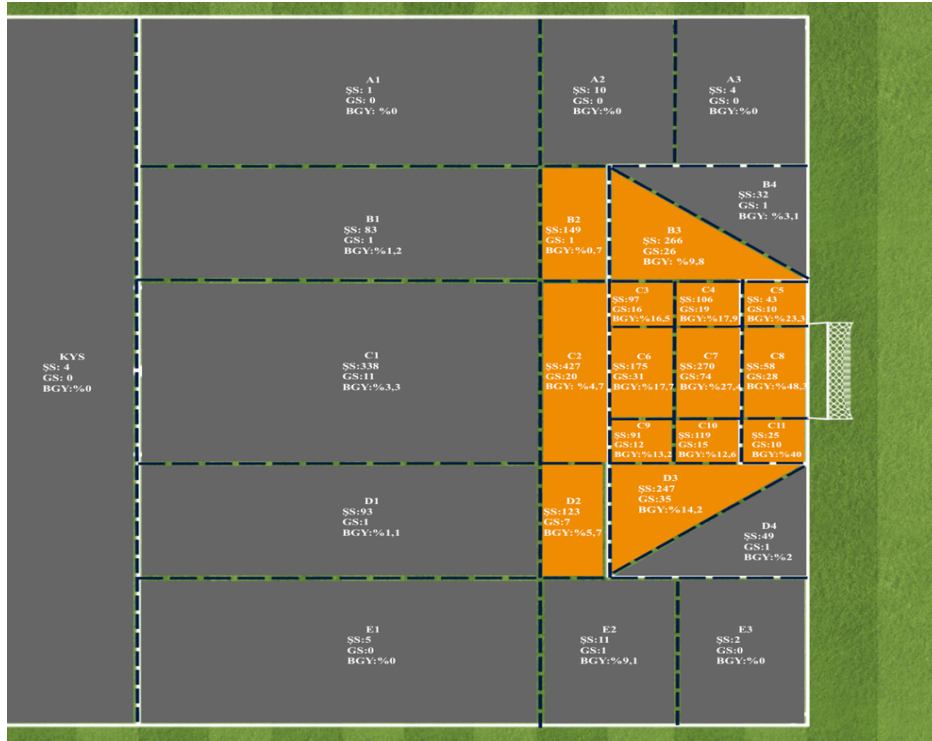 A1
ŞS: 1
GS: 0
BGY: %0
A2
ŞS: 10
GS: 0
BGY:%0
A3
ŞS: 4
GS: 0
BGY:%0
B1
ŞS: 83
GS: 1
BGY:%1,2
B2
ŞS:149
GS: 1
BGY:%0,7
B3
ŞS: 266
GS:26
BGY: %9,8
B4
ŞS:32
GS: 1
BGY: %3,1
KYS
ŞS: 4
GS: 0
BGY:%0
C1
ŞS:338
GS:11
BGY:%3,3
C2
ŞS:427
GS:20
BGY: %4,7
C3
ŞS:97
GS:16
BGY:%16,5
C4
ŞS:106
GS:19
BGY:%17,9
C5
ŞS: 43
GS:10
BGY:%23,3
C6
ŞS:175
GS:31
BGY:%17,7
C7
ŞS:270
GS:74
BGY:%27,4
C8
ŞS:58
GS:28
BGY:%48,3
C9
ŞS:91
GS:12
BGY:%13,2
C10
ŞS:119
GS:15
BGY:%12,6
C11
ŞS:25
GS:10
BGY:%40
D1
ŞS:93
GS:1
BGY:%1,1
D2
ŞS:123
GS:7
BGY:%5,7
D3
ŞS:247
GS:35
BGY:%14,2
D4
ŞS:49
GS:1
BGY:%2
E1
ŞS:5
GS:0
BGY:%0
E2
ŞS:11
GS:1
BGY:%9,1
E3
ŞS:2
GS:0
BGY:%0